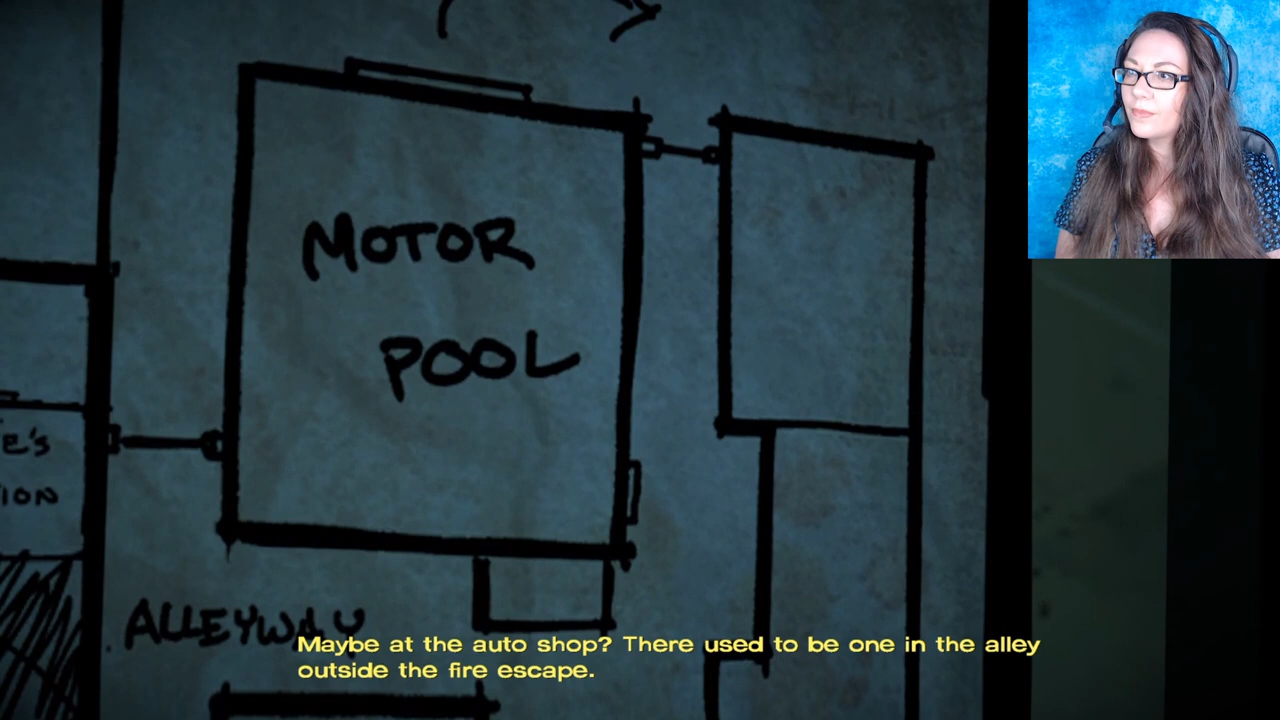 MOTOR
POOL
E's
ION
ALLEYWAY
Maybe at the auto shop? There used to be one in the alley
outside the fire escape.